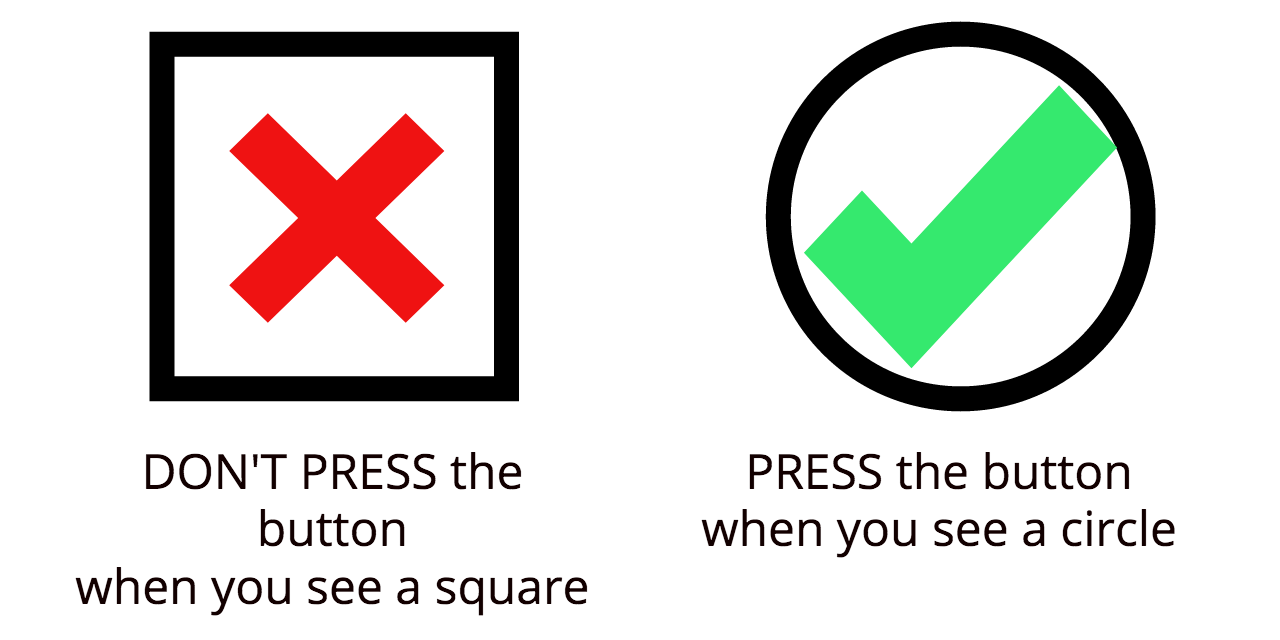 DON'T PRESS the
button
when you see a square
PRESS the button
when you see a circle